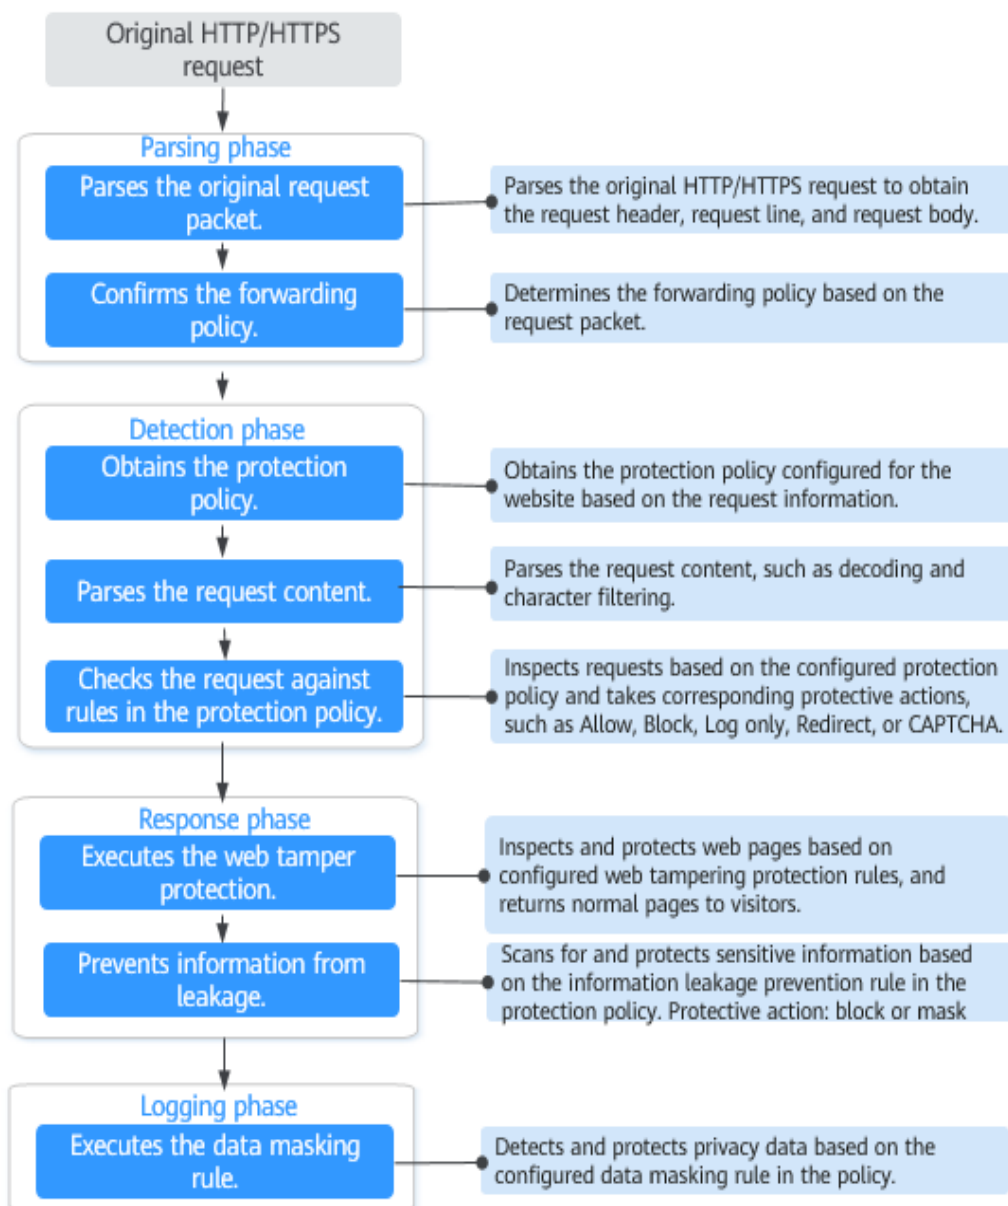 Original HTTP/HTTPS
request
Parsing phase
Parses the original request
packet.
Parses the original HTTP/HTTPS request to obtain
the request header, request line, and request body.
Confirms the forwarding
policy.
Determines the forwarding policy based on the
request packet.
Detection phase
Obtains the protection
policy.
Obtains the protection policy configured for the
website based on the request information.
Parses the request content.
Parses the request content, such as decoding and
character filtering.
Checks the request against
rules in the protection policy.
Inspects requests based on the configured protection
policy and takes corresponding protective actions,
such as Allow, Block, Log only, Redirect, or CAPTCHA.
Response phase
Executes the web tamper
protection.
Inspects and protects web pages based on
configured web tampering protection rules, and
returns normal pages to visitors.
Prevents information from
leakage.
Scans for and protects sensitive information based
on the information leakage prevention rule in the
protection policy. Protective action: block or mask
Logging phase
Executes the data masking
rule.
Detects and protects privacy data based on the
configured data masking rule in the policy.